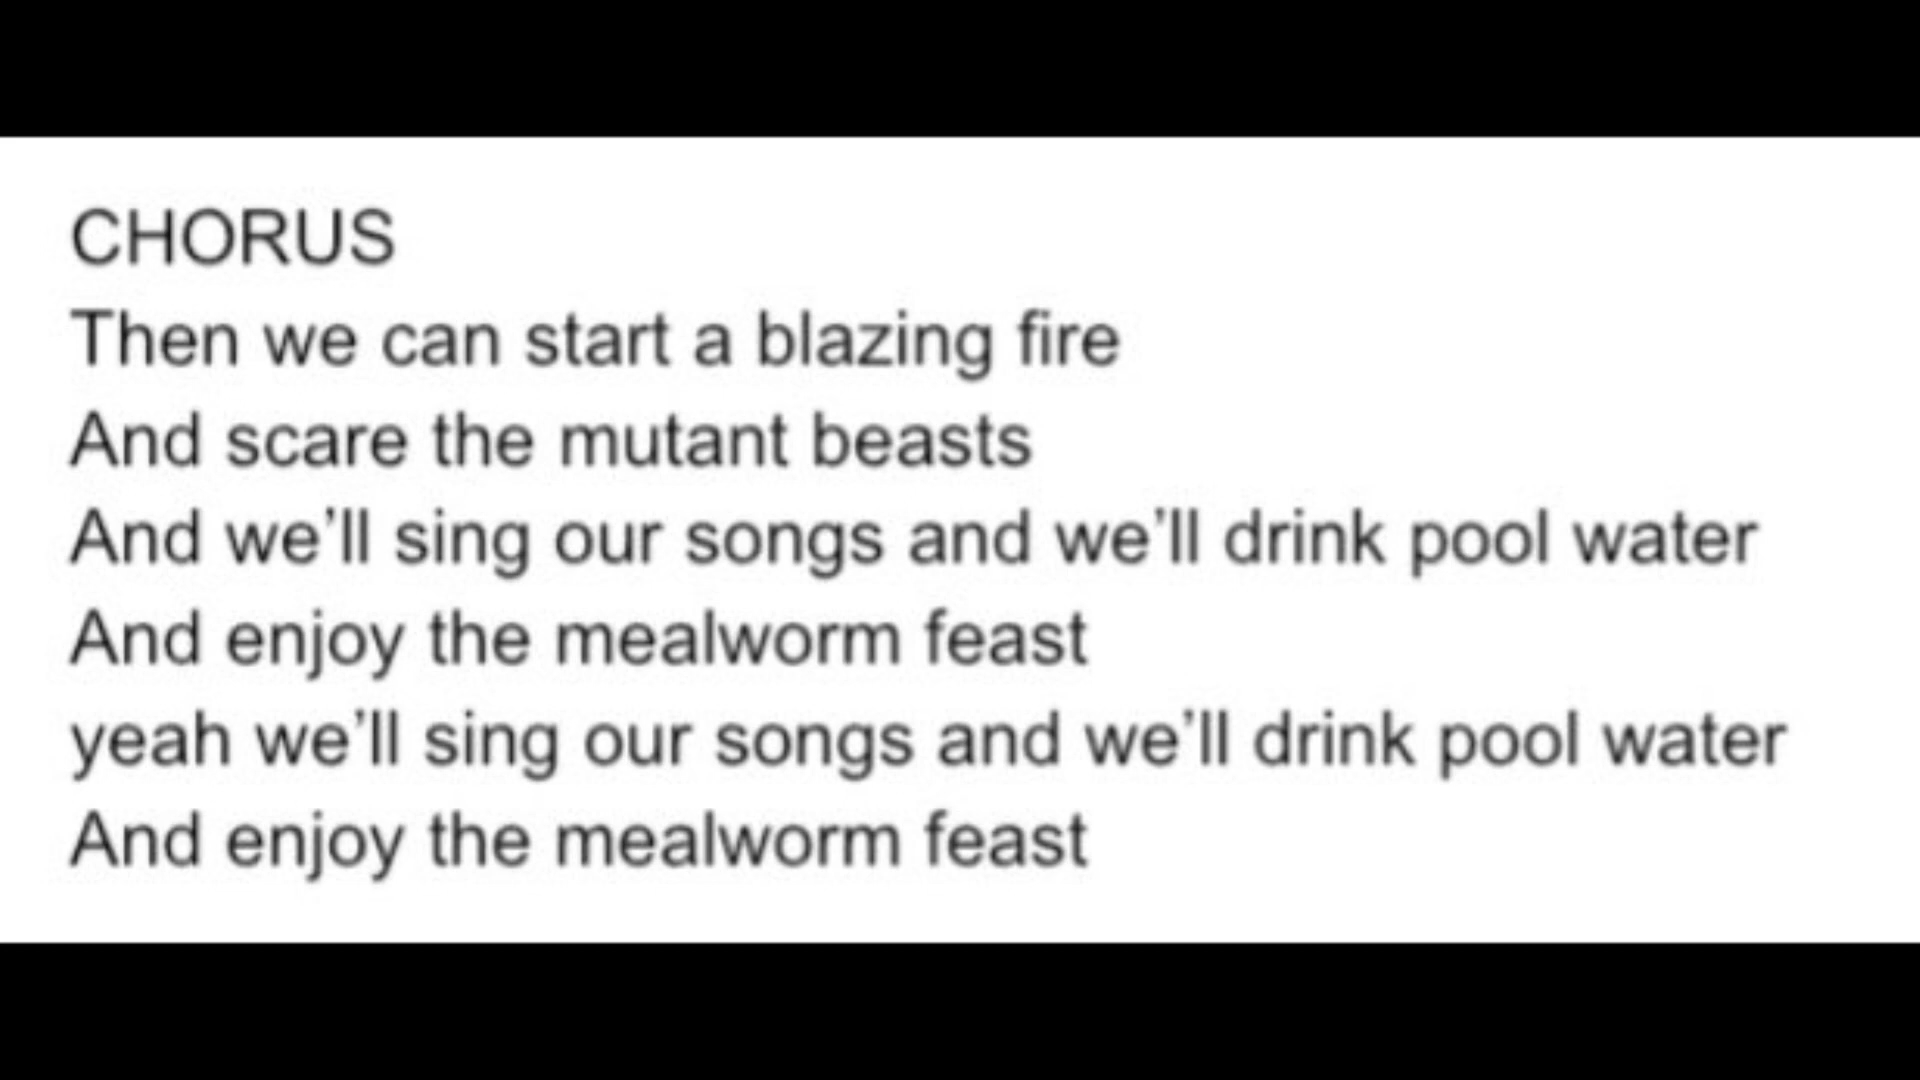 CHORUS
Then we can start a blazing fire
And scare the mutant beasts
And we’ll sing our songs and we’ll drink pool water
And enjoy the mealworm feast
yeah we’ll sing our songs and we’ll drink pool water
And enjoy the mealworm feast